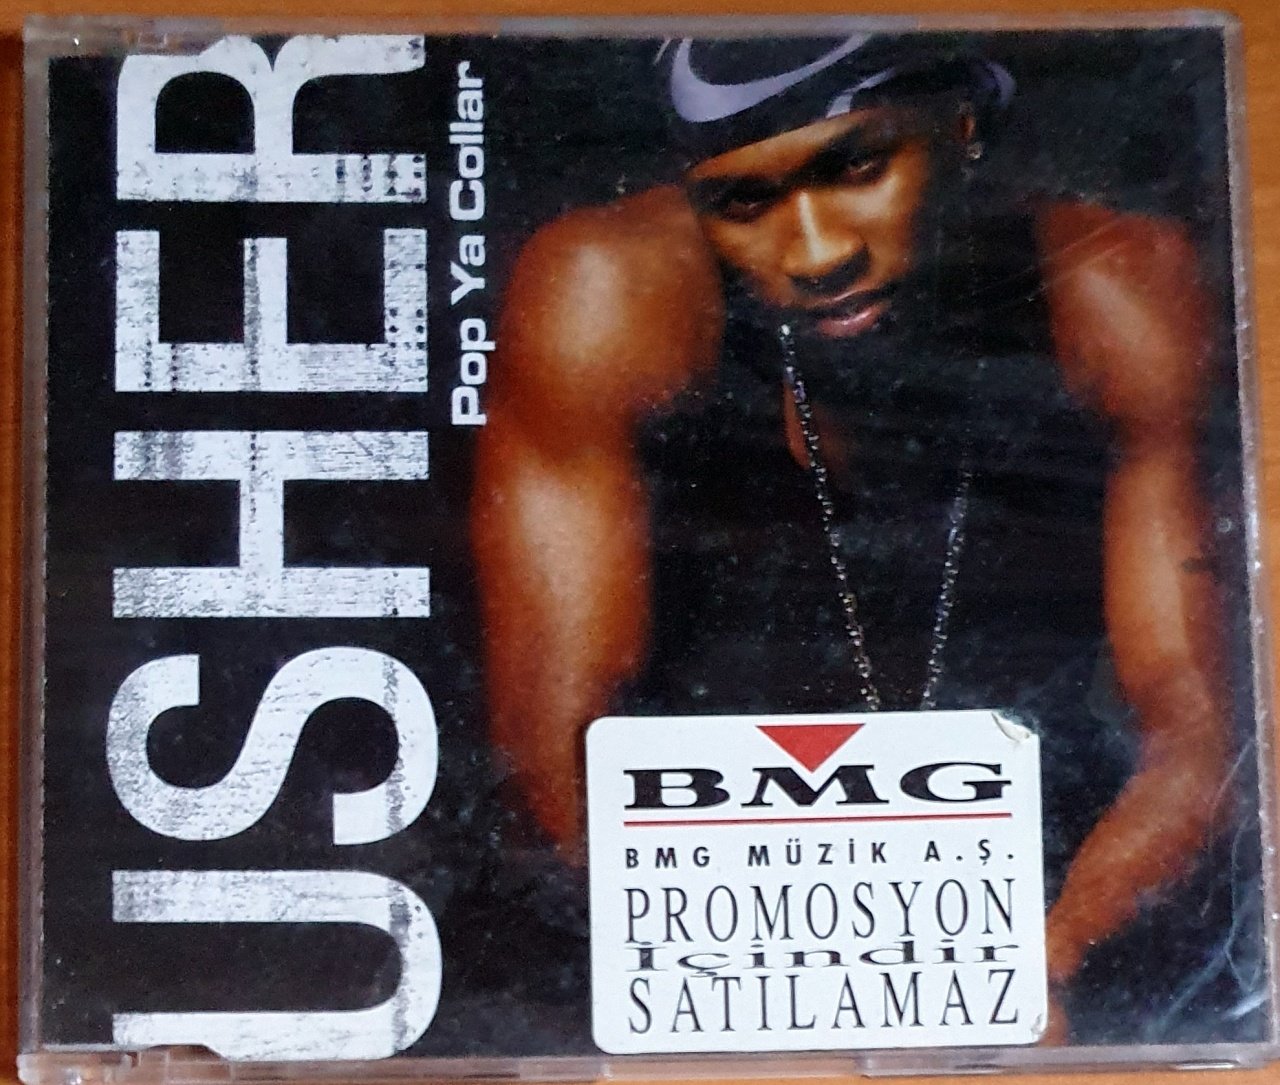 USHER
Pop Ya Collar
BMG
BMG MÜZİK A.Ş.
PROMOSYON
İçindir
SATILAMAZ